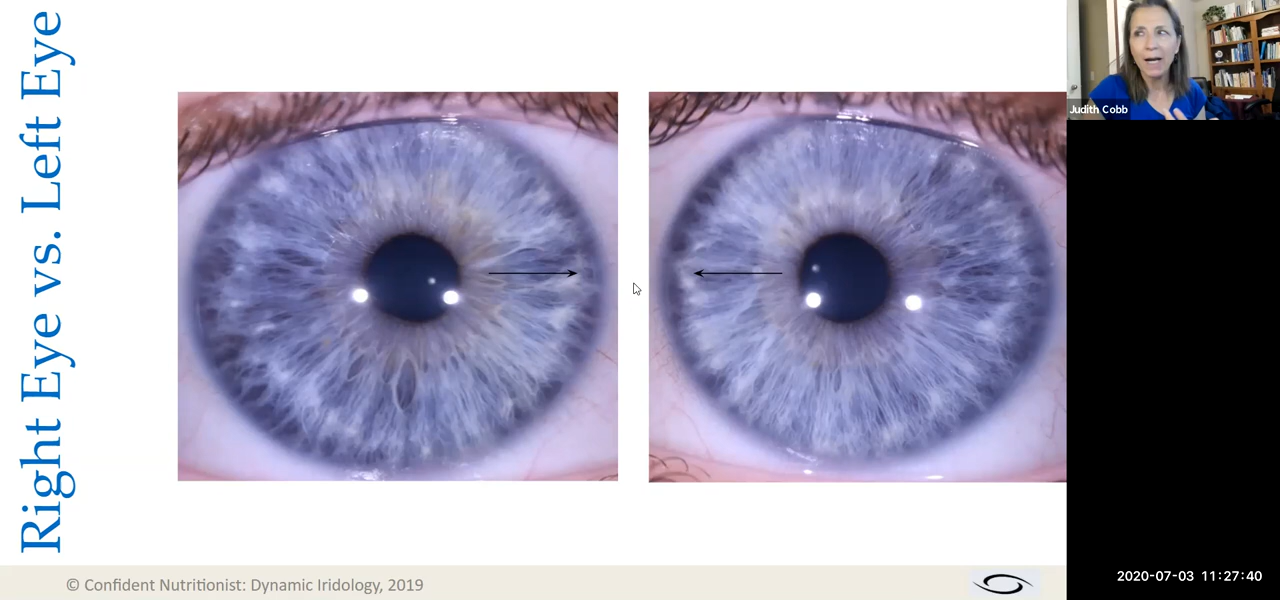 Right Eye vs. Left Eye
Judith Cobb
© Confident Nutritionist: Dynamic Iridology, 2019
2020-07-03 11:27:40